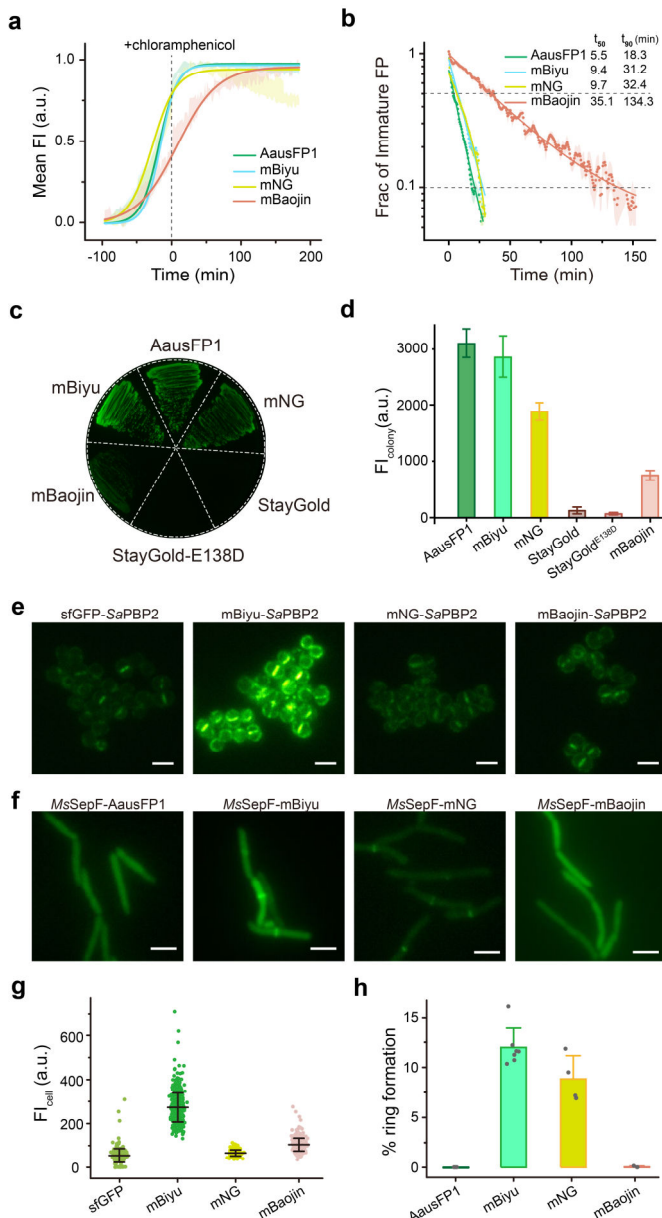 a
+chloramphenicol
Mean FI (a.u.)
1.0
0.5
0.0
AausFP1
mBiyu
mNG
mBaojin
-100
0
100
200
Time (min)
b
t50 t90 (min)
AausFP1 5.5 18.3
mBiyu 9.4 31.2
mNG 9.7 32.4
mBaojin 35.1 134.3
Frac of Immature FP
1.0
0.1
0
50
100
150
Time (min)
c
AausFP1
mBiyu
mNG
mBaojin
StayGold
StayGold-E138D
d
FIcolony(a.u.)
3000
2000
1000
0
AausFP1
mBiyu
mNG
StayGold
StayGoldE138D
mBaojin
e
sfGFP-SaPBP2
mBiyu-SaPBP2
mNG-SaPBP2
mBaojin-SaPBP2
f
MsSepF-AausFP1
MsSepF-mBiyu
MsSepF-mNG
MsSepF-mBaojin
g
FIcell (a.u.)
600
400
200
100
0
sfGFP
mBiyu
mNG
mBaojin
h
% ring formation
15
10
5
0
AausFP1
mBiyu
mNG
mBaojin